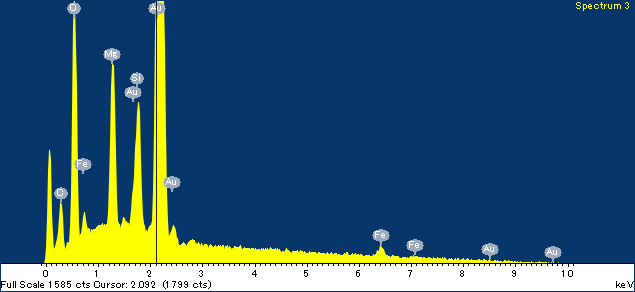 Spectrum 3
O Au
Mg
Si
Au
Fe
Au
O
Fe
Fe
Au
Au
0 1 2 3 4 5 6 7 8 9 10
Full Scale 1585 cts Cursor: 2.092 (1799 cts) keV